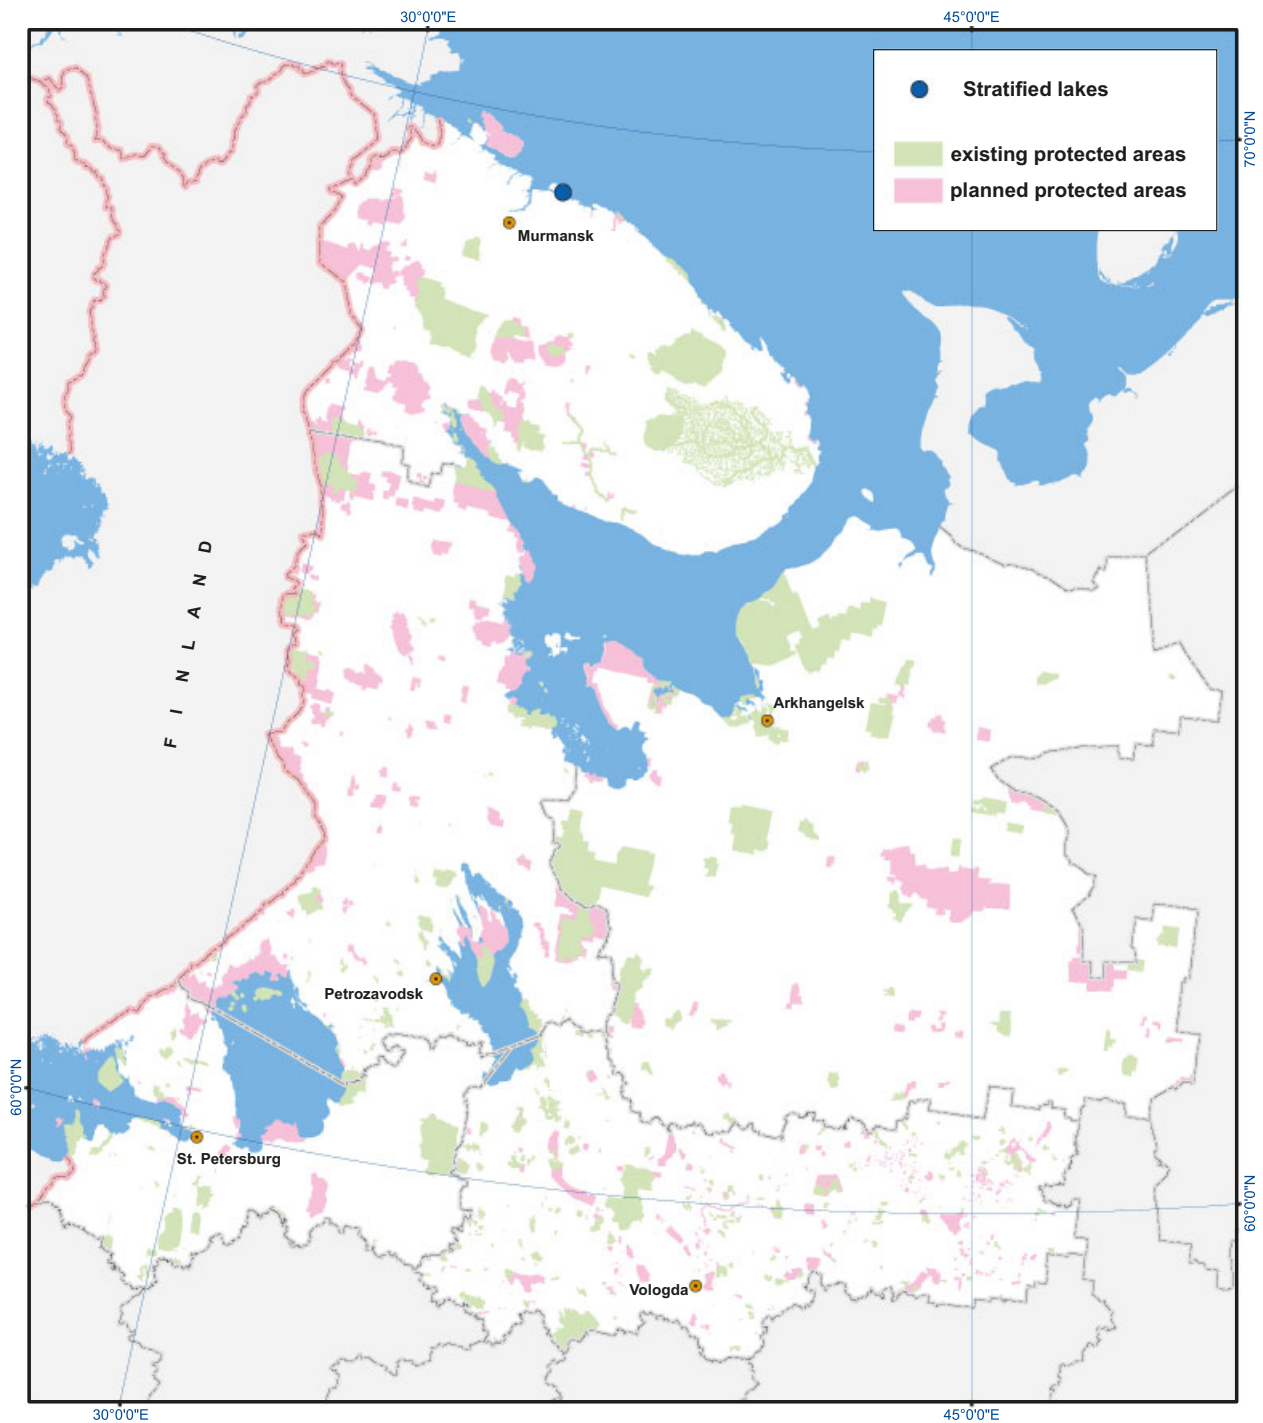 30°0'0"E
45°0'0"E
Stratified lakes
existing protected areas
planned protected areas
70°0'0"N
Murmansk
FINLAND
Arkhangelsk
Petrozavodsk
60°0'0"N
St. Petersburg
60°0'0"N
Vologda
30°0'0"E
45°0'0"E